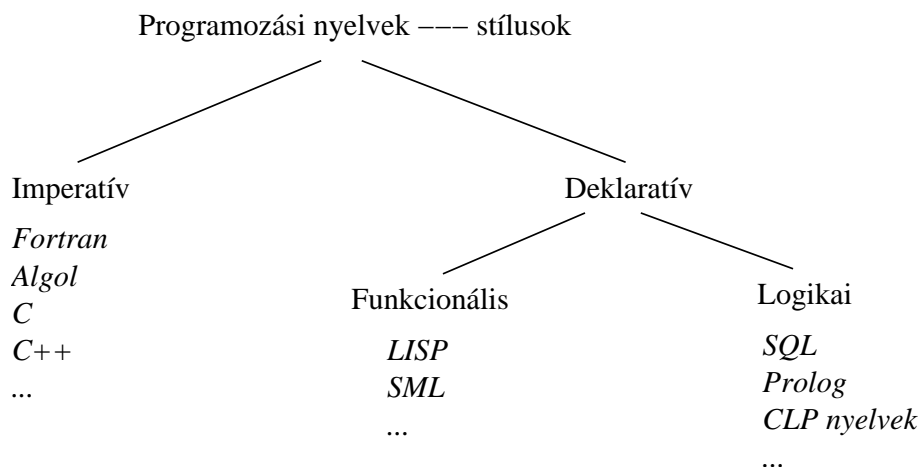 Programozási nyelvek −−− stílusok
Imperatív
Fortran
Algol
C
C++
...
Deklaratív
Funkcionális
LISP
SML
...
Logikai
SQL
Prolog
CLP nyelvek
...